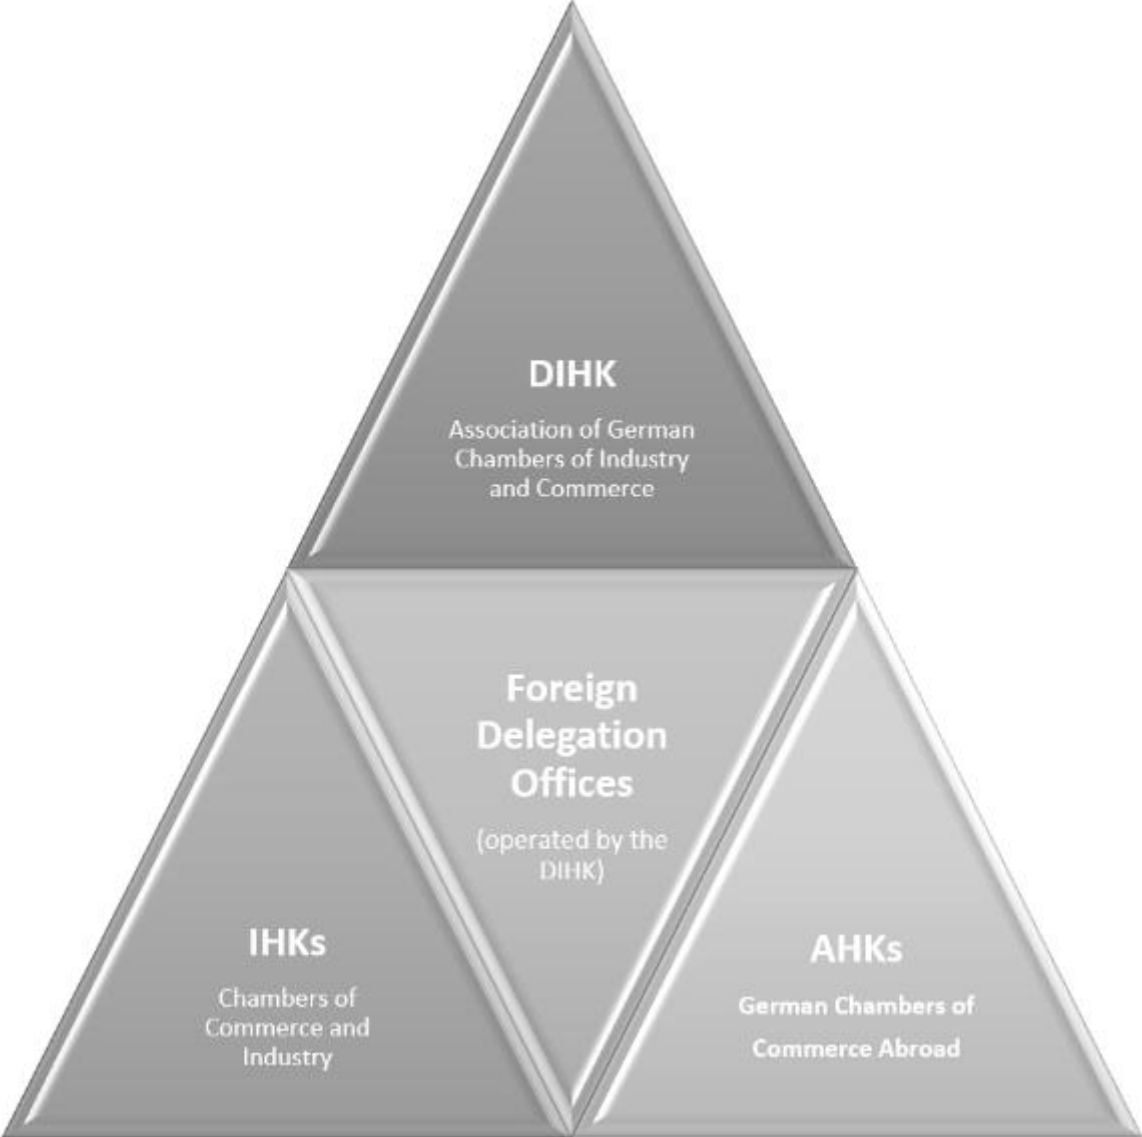 DIHK
Association of German
Chambers of Industry
and Commerce
Foreign
Delegation
Offices
(operated by the
DIHK)
IHKs
Chambers of
Commerce and
Industry
AHKs
German Chambers of
Commerce Abroad